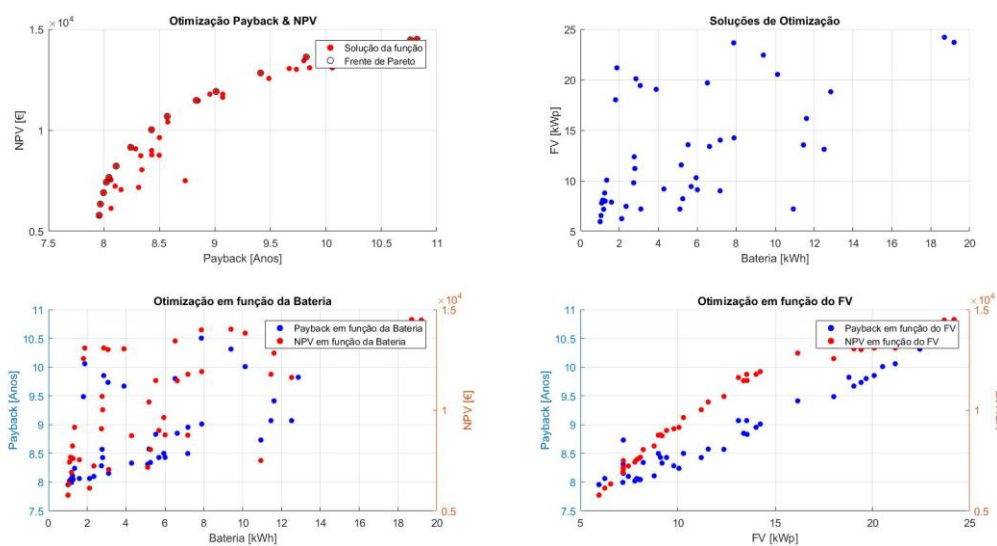 Otimização Payback & NPV
×10⁴
1.5
1
0.5
NPV [€]
Solução da função
Frente de Pareto
7.5 8 8.5 9 9.5 10 10.5 11
Payback [Anos]
Soluções de Otimização
25
20
15
10
5
FV [kWp]
0 2 4 6 8 10 12 14 16 18 20
Bateria [kWh]
Otimização em função da Bateria
×10⁴
11
10.5
10
9.5
9
8.5
8
7.5
Payback [Anos]
Payback em função da Bateria
NPV em função da Bateria
1.5
1
0.5
NPV [€]
0 2 4 6 8 10 12 14 16 18 20
Bateria [kWh]
Otimização em função do FV
×10⁴
11
10.5
10
9.5
9
8.5
8
7.5
Payback [Anos]
Payback em função do FV
NPV em função do FV
1.5
1
0.5
5 10 15 20 25
FV [kWp]